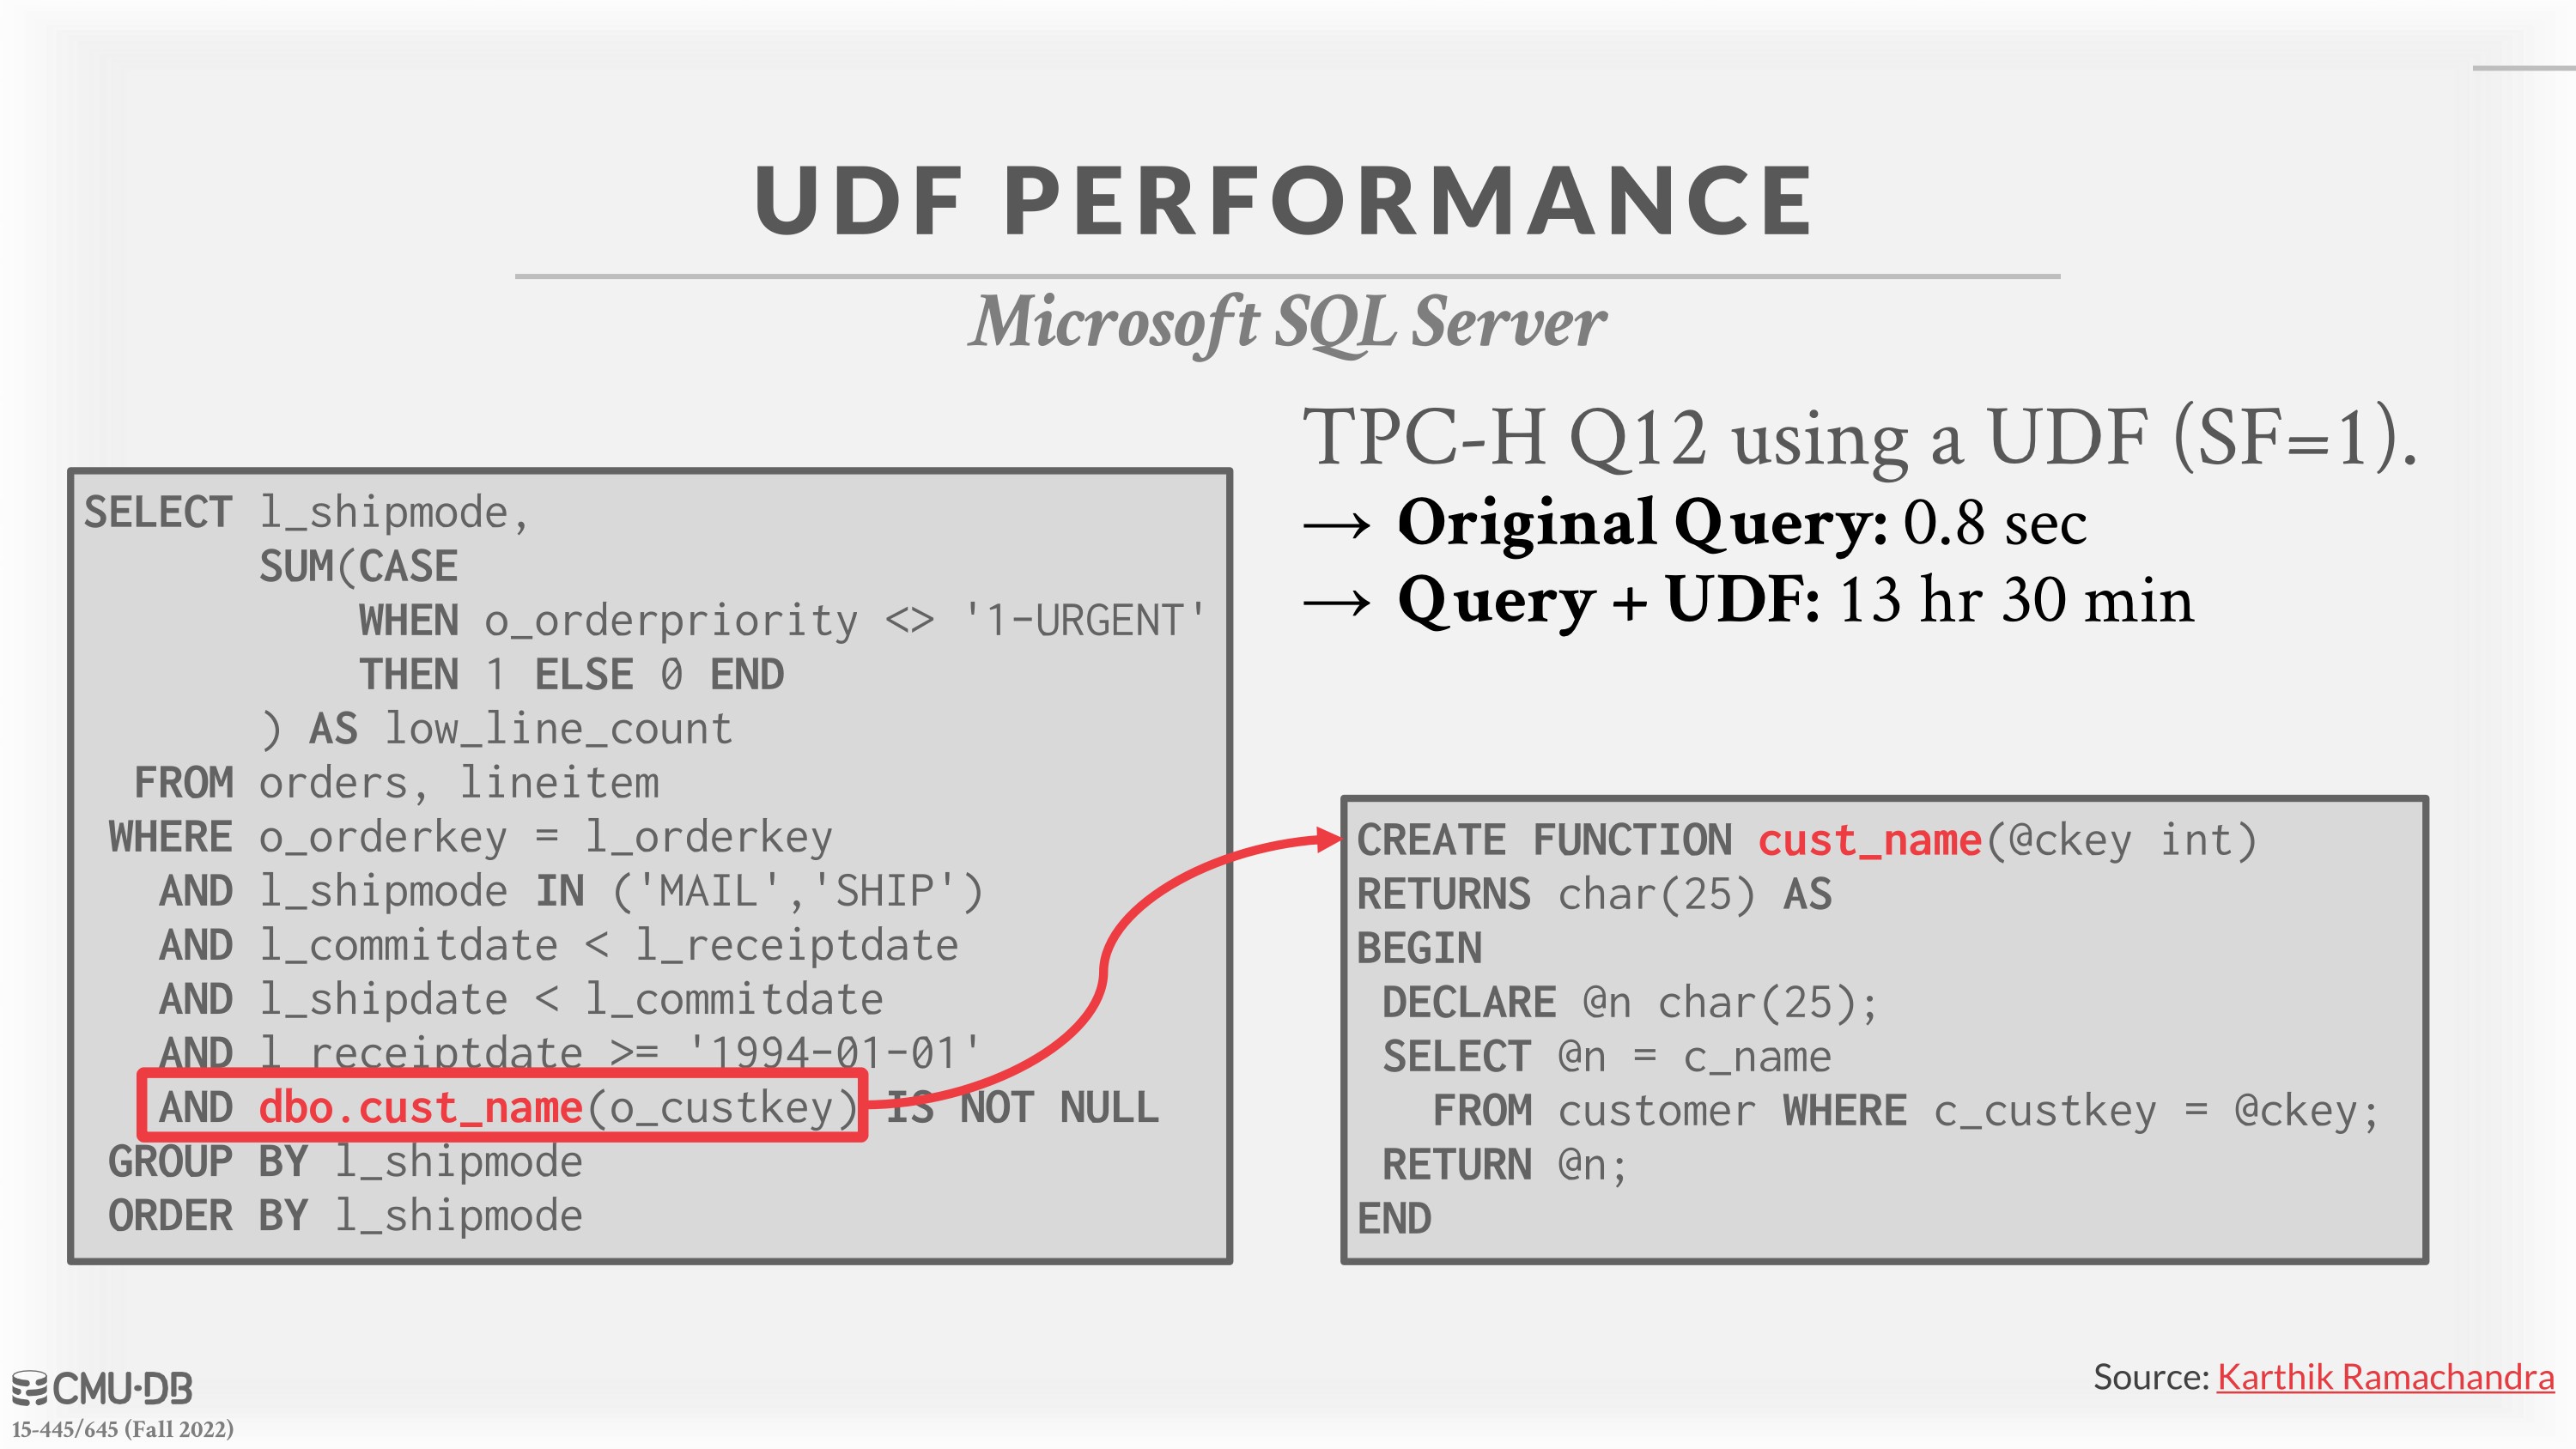 UDF PERFORMANCE
Microsoft SQL Server
SELECT l_shipmode,
SUM(CASE
WHEN o_orderpriority <> '1-URGENT'
THEN 1 ELSE 0 END
) AS low_line_count
FROM orders, lineitem
WHERE o_orderkey = l_orderkey
AND l_shipmode IN ('MAIL','SHIP')
AND l_commitdate < l_receiptdate
AND l_shipdate < l_commitdate
AND l_receiptdate >= '1994-01-01'
AND dbo.cust_name(o_custkey) IS NOT NULL
GROUP BY l_shipmode
ORDER BY l_shipmode
TPC-H Q12 using a UDF (SF=1).
→ Original Query: 0.8 sec
→ Query + UDF: 13 hr 30 min
CREATE FUNCTION cust_name(@ckey int)
RETURNS char(25) AS
BEGIN
DECLARE @n char(25);
SELECT @n = c_name
FROM customer WHERE c_custkey = @ckey;
RETURN @n;
END
Source: Karthik Ramachandra
CMU·DB
15-445/645 (Fall 2022)